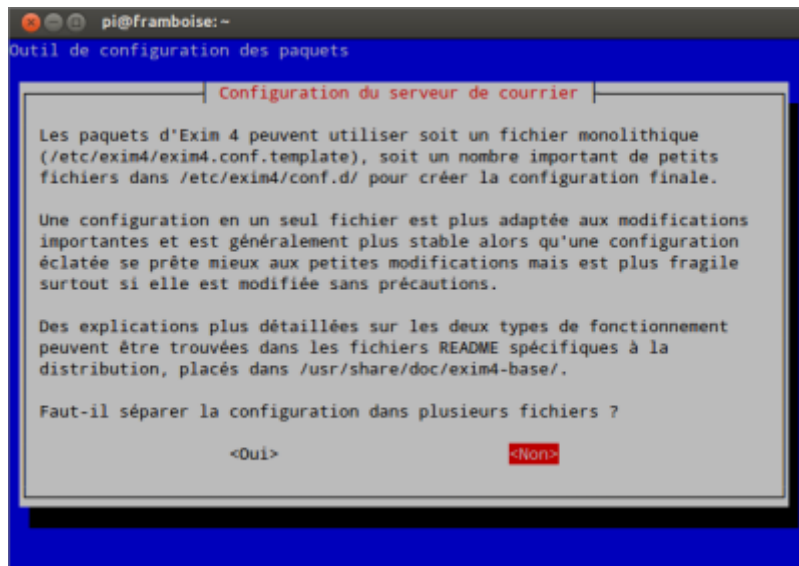 pi@framboise: ~
Outil de configuration des paquets
Configuration du serveur de courrier
Les paquets d'Exim 4 peuvent utiliser soit un fichier monolithique
(/etc/exim4/exim4.conf.template), soit un nombre important de petits
fichiers dans /etc/exim4/conf.d/ pour créer la configuration finale.
Une configuration en un seul fichier est plus adaptée aux modifications
importantes et est généralement plus stable alors qu'une configuration
éclatée se prête mieux aux petites modifications mais est plus fragile
surtout si elle est modifiée sans précautions.
Des explications plus détaillées sur les deux types de fonctionnement
peuvent être trouvées dans les fichiers README spécifiques à la
distribution, placés dans /usr/share/doc/exim4-base/.
Faut-il séparer la configuration dans plusieurs fichiers ?
<Oui> <Non>